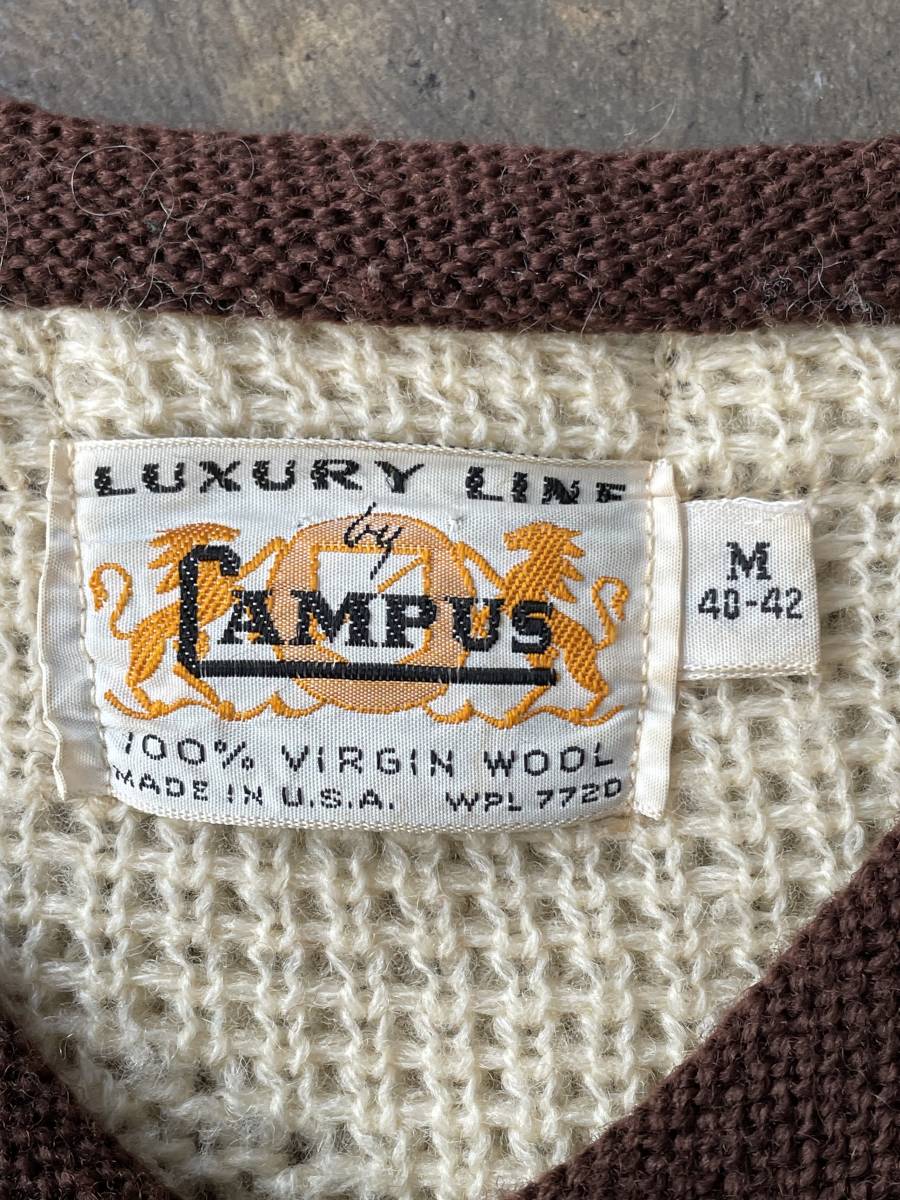 LUXURY LINE
by
CAMPUS
100% VIRGIN WOOL
MADE IN U.S.A. WPL 7720
M
40-42